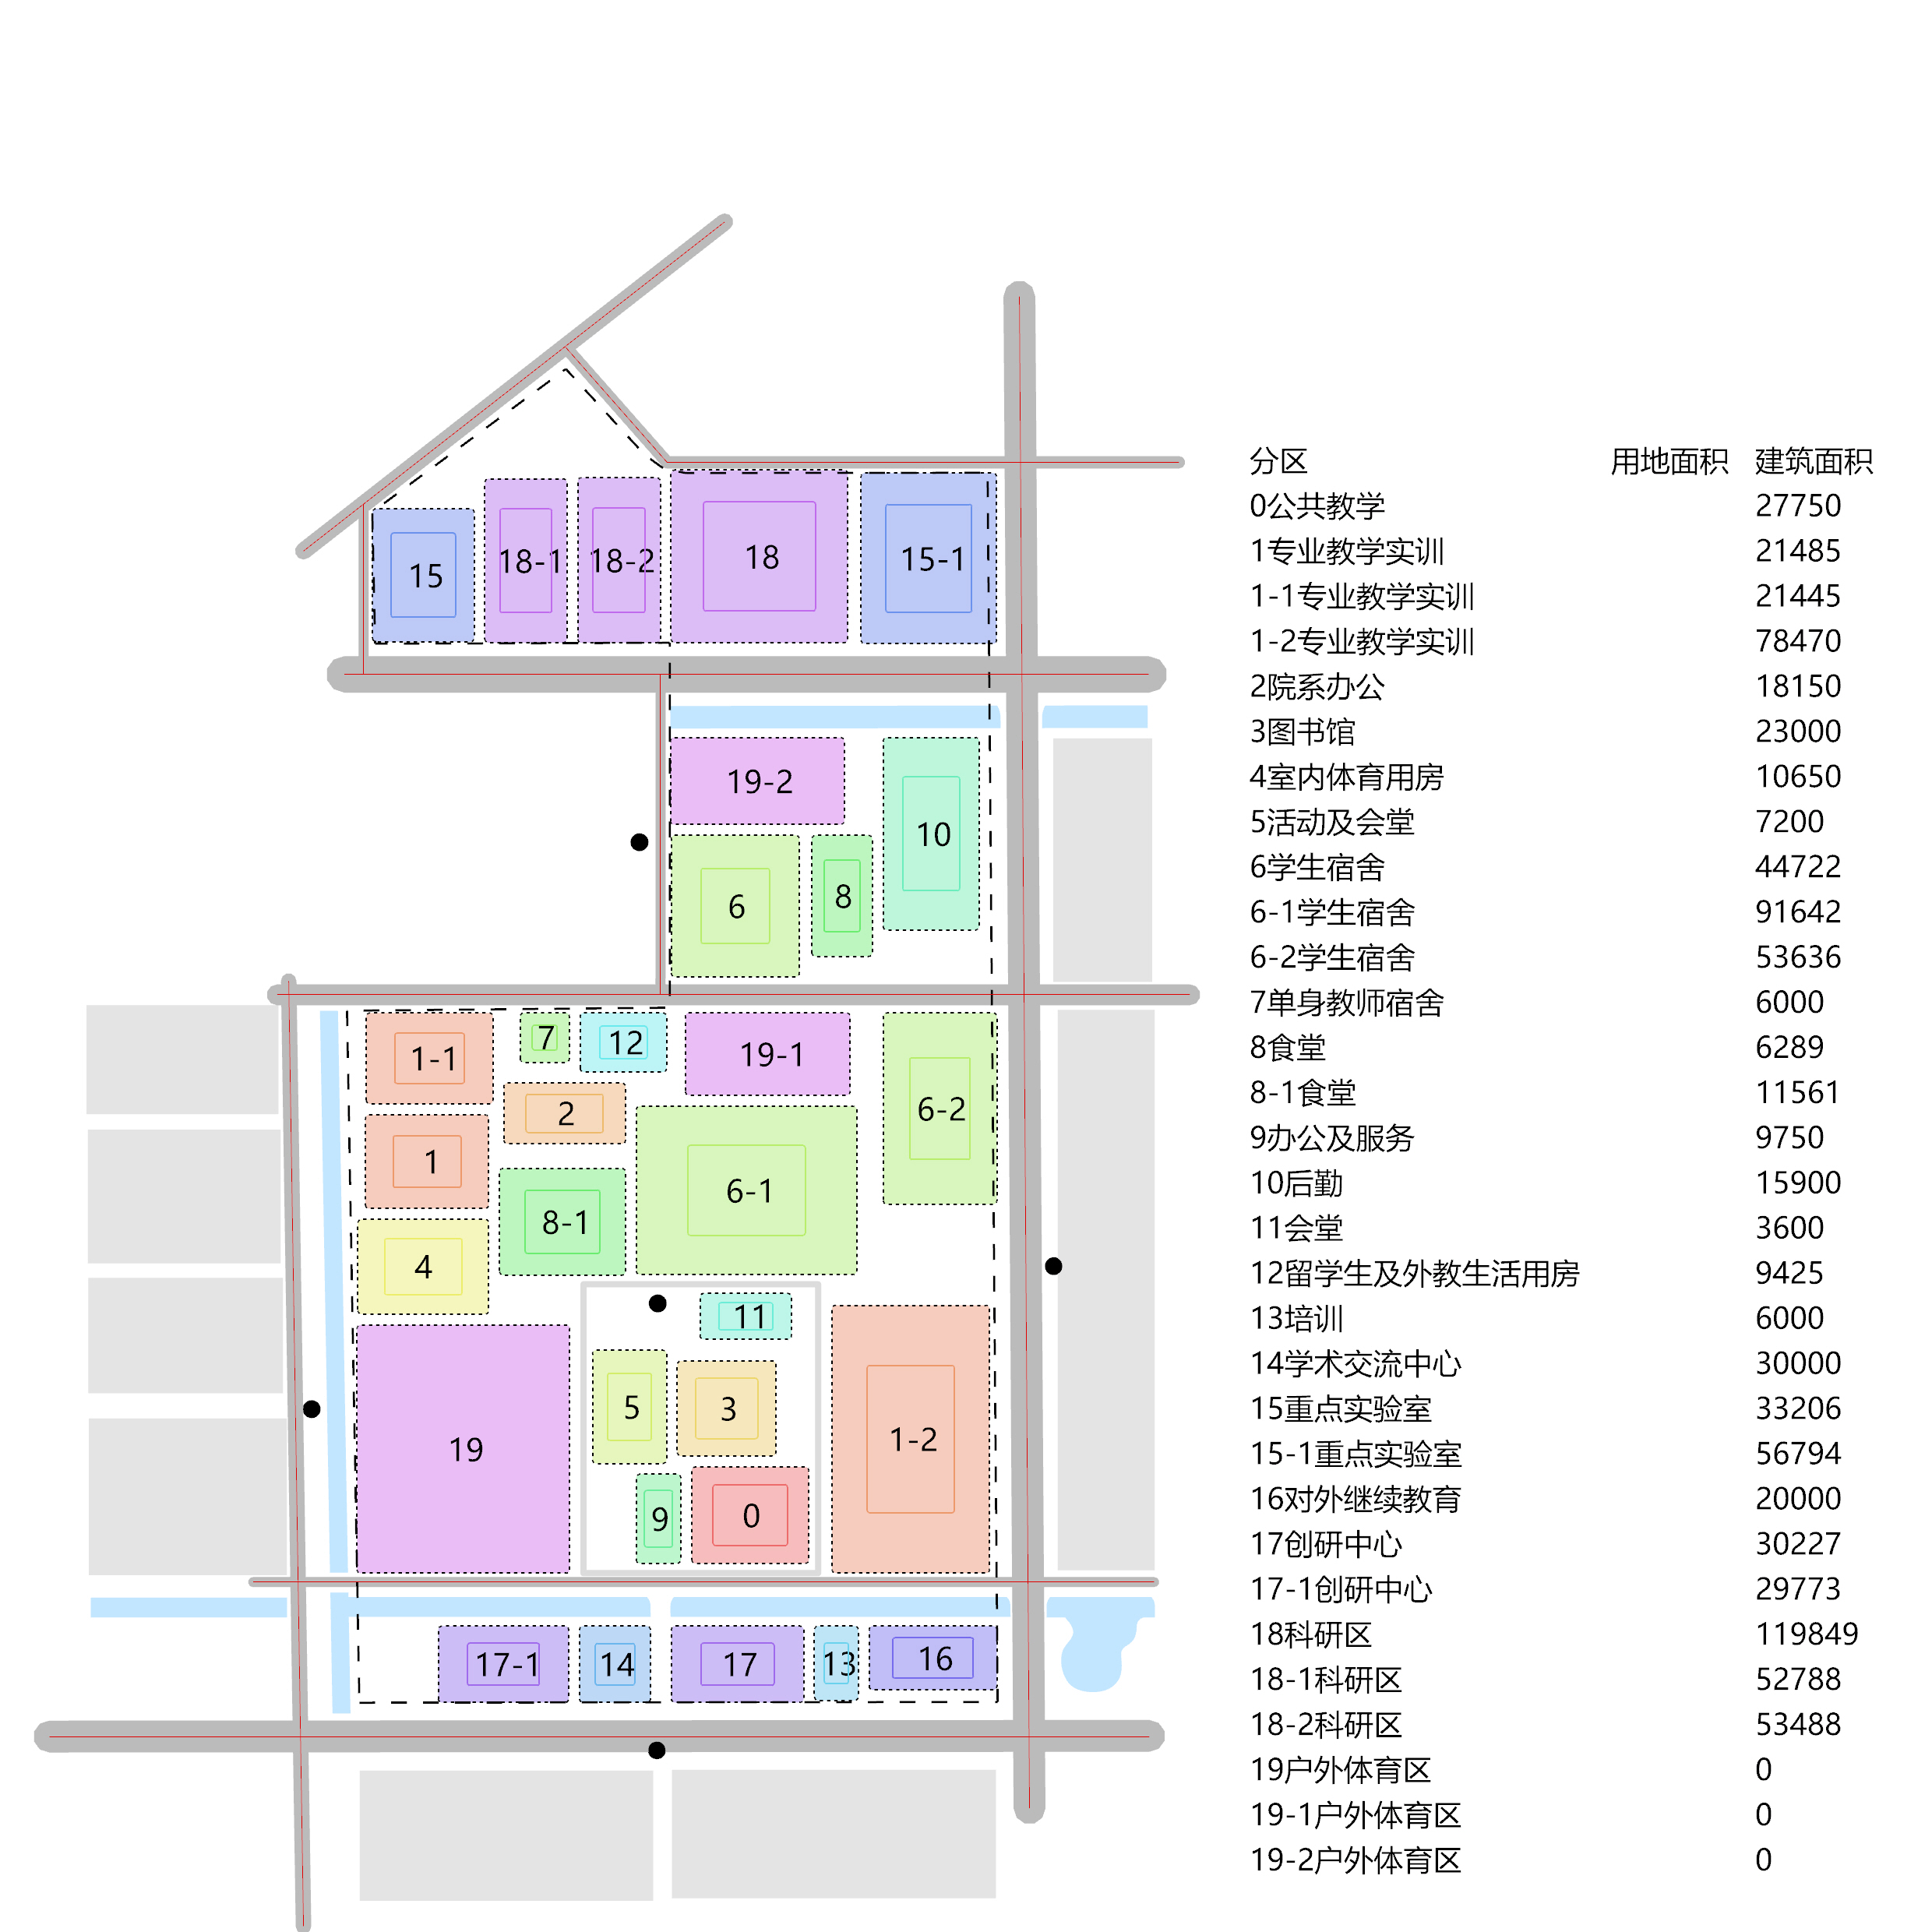 15
18-1
18-2
18
15-1
19-2
10
6
8
1-1
7
12
19-1
2
6-2
1
6-1
8-1
4
11
5
3
19
1-2
9
0
17-1
14
17
13
16
分区 用地面积 建筑面积
0公共教学 27750
1专业教学实训 21485
1-1专业教学实训 21445
1-2专业教学实训 78470
2院系办公 18150
3图书馆 23000
4室内体育用房 10650
5活动及会堂 7200
6学生宿舍 44722
6-1学生宿舍 91642
6-2学生宿舍 53636
7单身教师宿舍 6000
8食堂 6289
8-1食堂 11561
9办公及服务 9750
10后勤 15900
11会堂 3600
12留学生及外教生活用房 9425
13培训 6000
14学术交流中心 30000
15重点实验室 33206
15-1重点实验室 56794
16对外继续教育 20000
17创研中心 30227
17-1创研中心 29773
18科研区 119849
18-1科研区 52788
18-2科研区 53488
19户外体育区 0
19-1户外体育区 0
19-2户外体育区 0